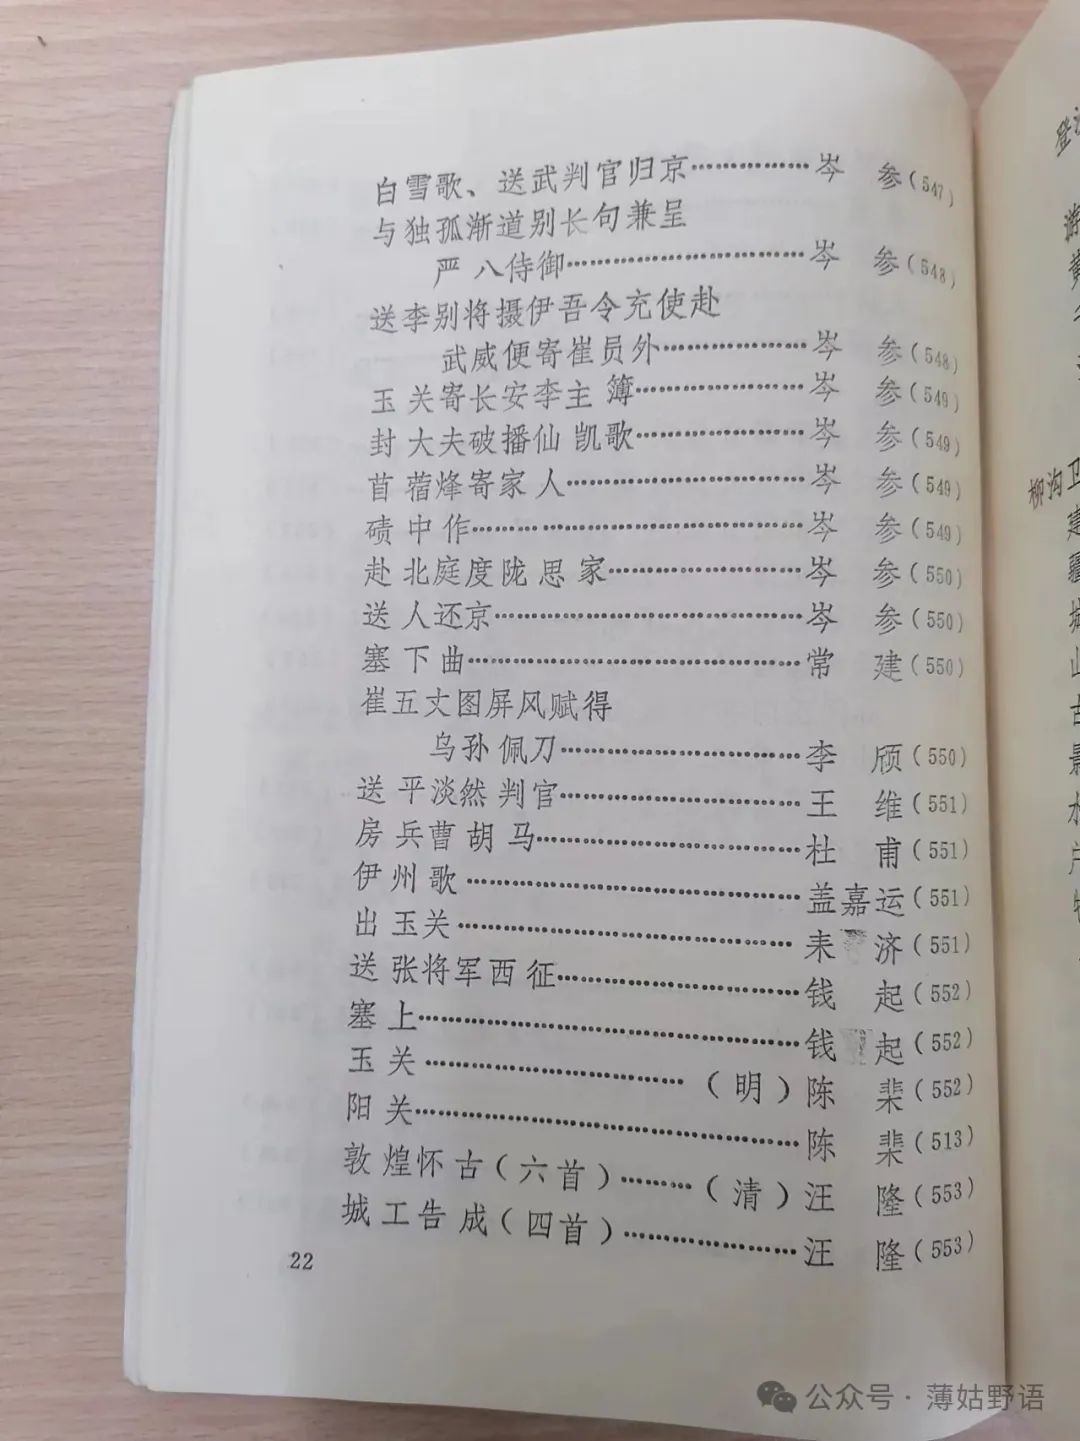 白雪歌、送武判官归京………………岑　参(547)
与独孤渐道别长句兼呈
严八侍御………………………………岑　参(548)
送李别将摄伊吾令充使赴
武威便寄崔员外……………………岑　参(548)
玉关寄长安李主簿……………………岑　参(549)
封大夫破播仙凯歌……………………岑　参(549)
首蓿烽寄家人…………………………岑　参(549)
碛中作…………………………………岑　参(549)
赴北庭度陇思家………………………岑　参(550)
送人还京………………………………岑　参(550)
塞下曲…………………………………常　建(550)
崔五丈图屏风赋得
乌孙佩刀………………………………李　颀(550)
送平淡然判官…………………………王　维(551)
房兵曹胡马……………………………杜　甫(551)
伊州歌…………………………………盖嘉运(551)
出玉关…………………………………来　济(551)
送张将军西征…………………………钱　起(552)
塞上……………………………………钱　起(552)
玉关……………………………(明)陈　棐(552)
阳关……………………………………陈　棐(513)
敦煌怀古(六首)………(清)汪　隆(553)
城工告成(四首)………………汪　隆(553)
22
柳沟卫
建
疆
城
山
古
公众号·薄姑野语